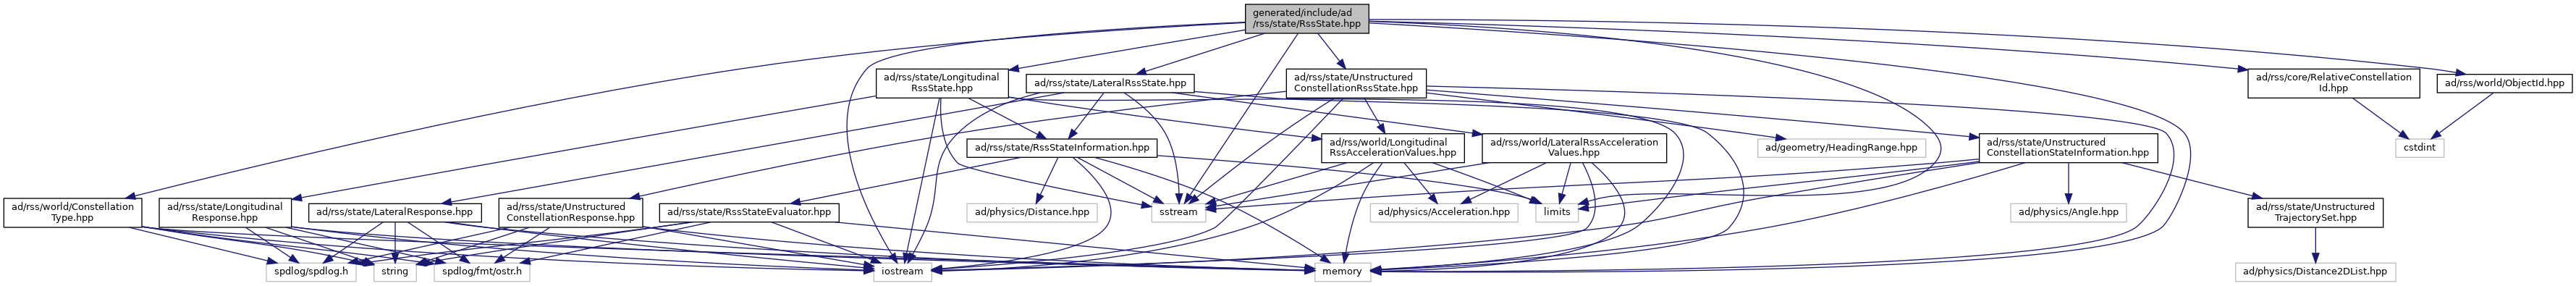 generated/include/ad
/rss/state/RssState.hpp
ad/rss/state/Longitudinal
RssState.hpp
ad/rss/state/LateralRssState.hpp
ad/rss/state/Unstructured
ConstellationRssState.hpp
ad/rss/core/RelativeConstellation
Id.hpp
ad/rss/world/ObjectId.hpp
ad/rss/state/RssStateInformation.hpp
ad/rss/world/Longitudinal
RssAccelerationValues.hpp
ad/rss/world/LateralRssAcceleration
Values.hpp
ad/geometry/HeadingRange.hpp
ad/rss/state/Unstructured
ConstellationStateInformation.hpp
cstdint
ad/rss/world/Constellation
Type.hpp
ad/rss/state/Longitudinal
Response.hpp
ad/rss/state/LateralResponse.hpp
ad/rss/state/Unstructured
ConstellationResponse.hpp
ad/rss/state/RssStateEvaluator.hpp
ad/physics/Distance.hpp
sstream
ad/physics/Acceleration.hpp
limits
ad/physics/Angle.hpp
ad/rss/state/Unstructured
TrajectorySet.hpp
spdlog/spdlog.h
string
spdlog/fmt/ostr.h
iostream
memory
ad/physics/Distance2DList.hpp